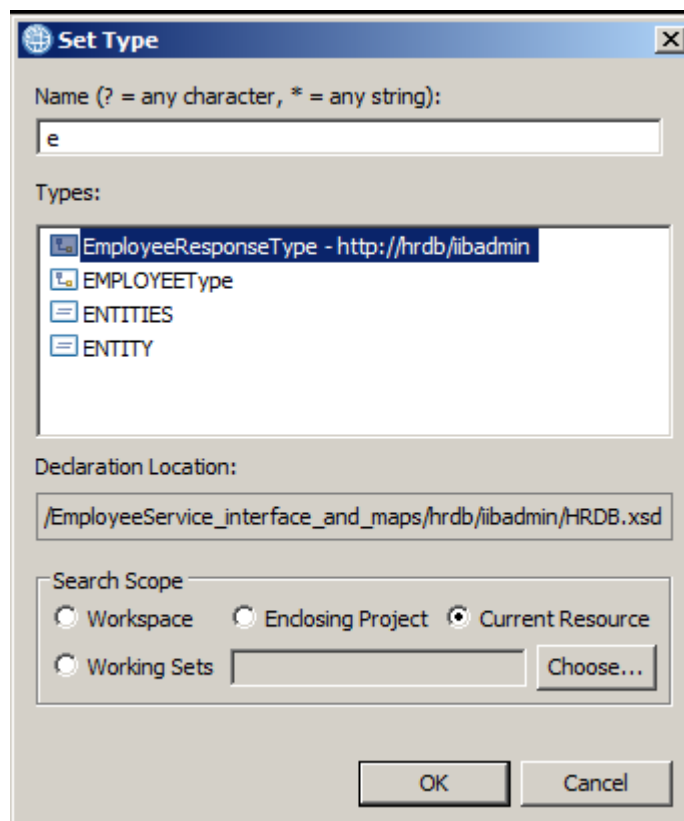 Set Type
Name (? = any character, * = any string):
e
Types:
EmployeeResponseType - http://hrdb/iibadmin
EMPLOYEEType
ENTITIES
ENTITY
Declaration Location:
/EmployeeService_interface_and_maps/hrdb/iibadmin/HRDB.xsd
Search Scope
Workspace Enclosing Project Current Resource
Working Sets Choose...
OK Cancel